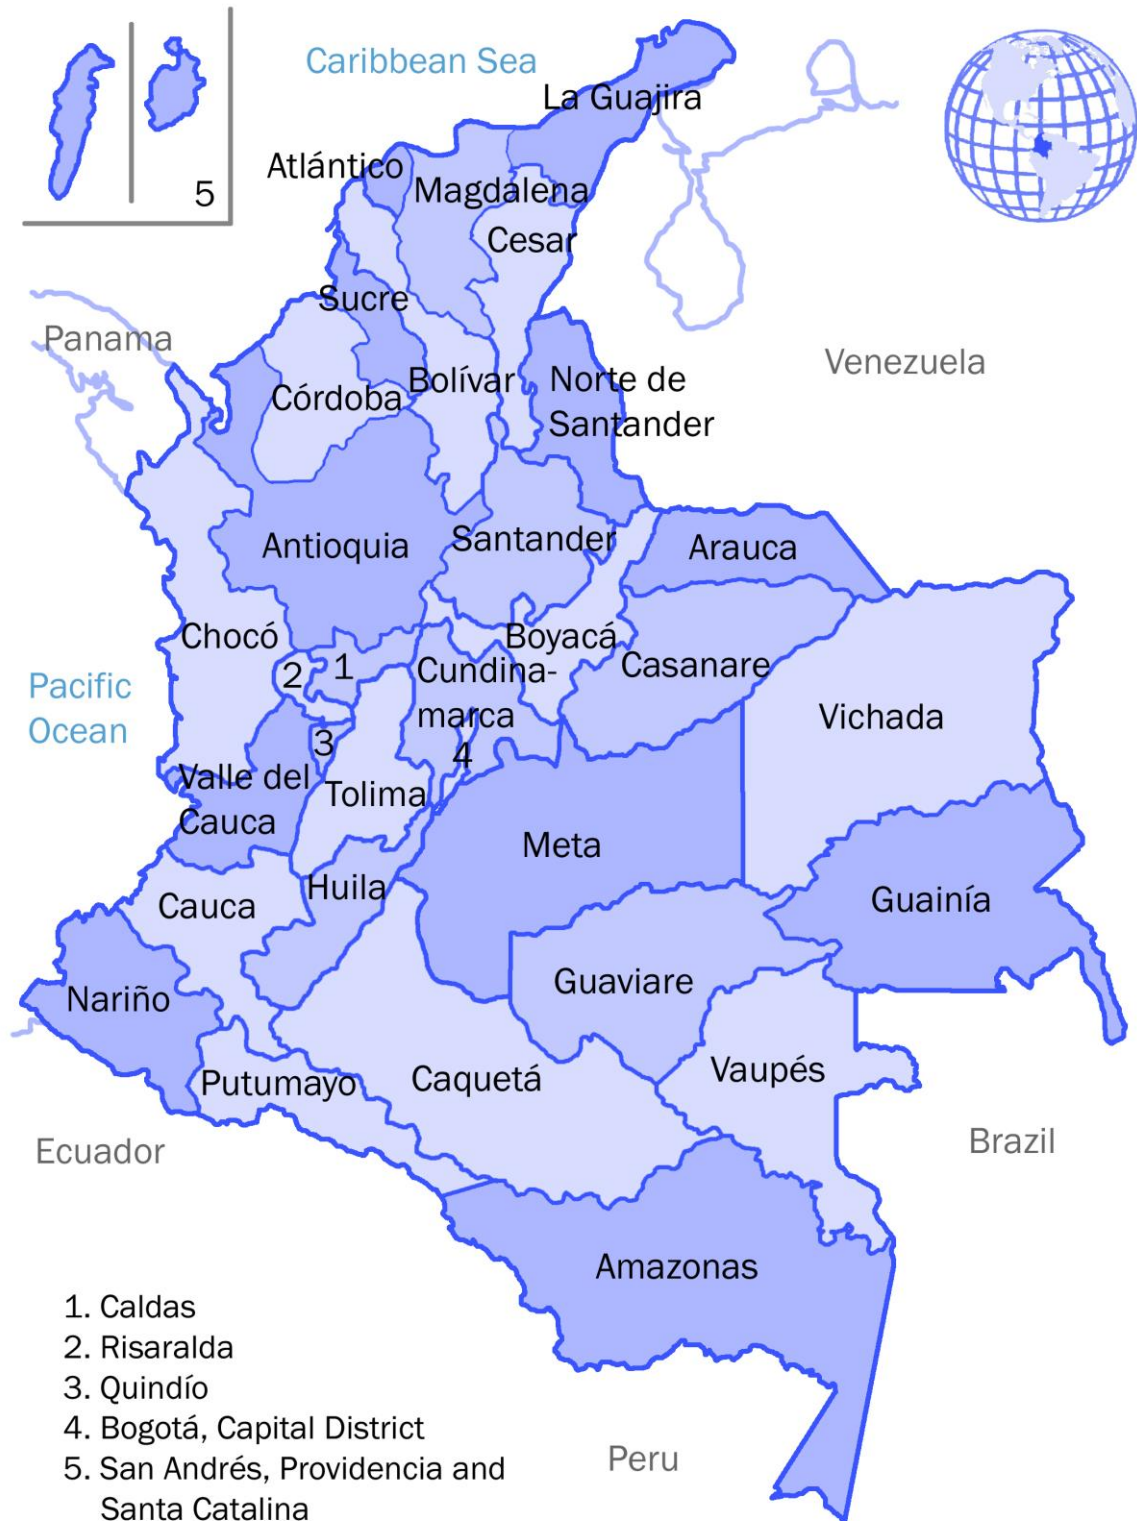 Caribbean Sea
La Guajira
Atlántico
Magdalena
5
Cesar
Sucre
Panama
Venezuela
Bolívar
Norte de
Santander
Córdoba
Antioquia
Santander
Arauca
Chocó
Boyacá
1
2
Cundina-
marca
Casanare
Pacific
Ocean
Vichada
3
4
Valle del
Cauca
Tolima
Meta
Huila
Cauca
Guainía
Guaviare
Nariño
Vaupés
Putumayo
Caquetá
Ecuador
Brazil
Amazonas
1. Caldas
2. Risaralda
3. Quindío
4. Bogotá, Capital District
5. San Andrés, Providencia and
Santa Catalina
Peru